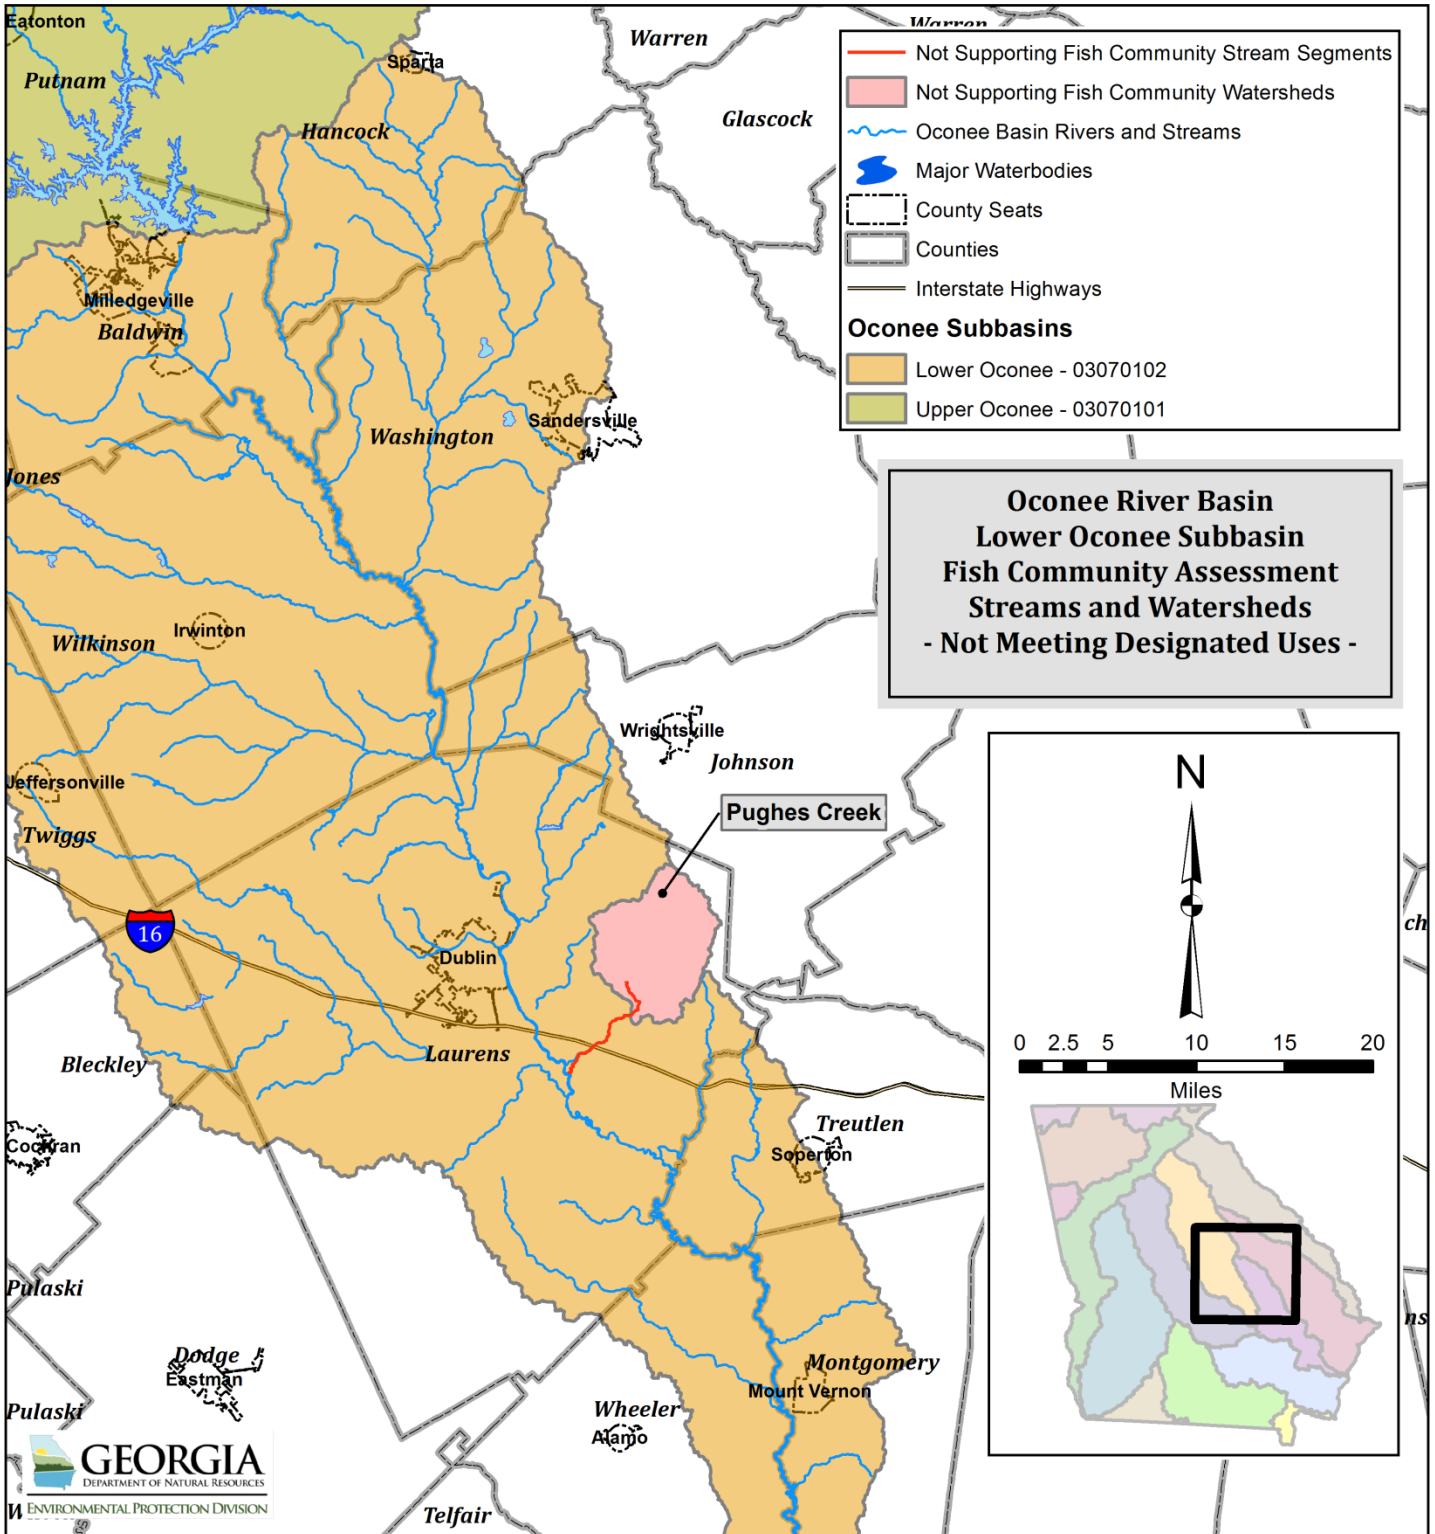 Eatonton
Putnam
Sparta
Hancock
Warren
Warren
Glascock
Milledgeville
Baldwin
Sandersville
Washington
Jones
Wilkinson
Irwinton
Wrightsville
Johnson
Jeffersonville
Twiggs
Pughes Creek
16
Dublin
Laurens
Bleckley
Cochran
Treutlen
Soperton
Pulaski
Dodge
Eastman
Pulaski
Montgomery
Mount Vernon
Wheeler
Alamo
Telfair
W
ch
ns
Not Supporting Fish Community Stream Segments
Not Supporting Fish Community Watersheds
Oconee Basin Rivers and Streams
Major Waterbodies
County Seats
Counties
Interstate Highways
Oconee Subbasins
Lower Oconee - 03070102
Upper Oconee - 03070101
Oconee River Basin
Lower Oconee Subbasin
Fish Community Assessment
Streams and Watersheds
- Not Meeting Designated Uses -
N
0 2.5 5 10 15 20
Miles
GEORGIA
DEPARTMENT OF NATURAL RESOURCES
ENVIRONMENTAL PROTECTION DIVISION